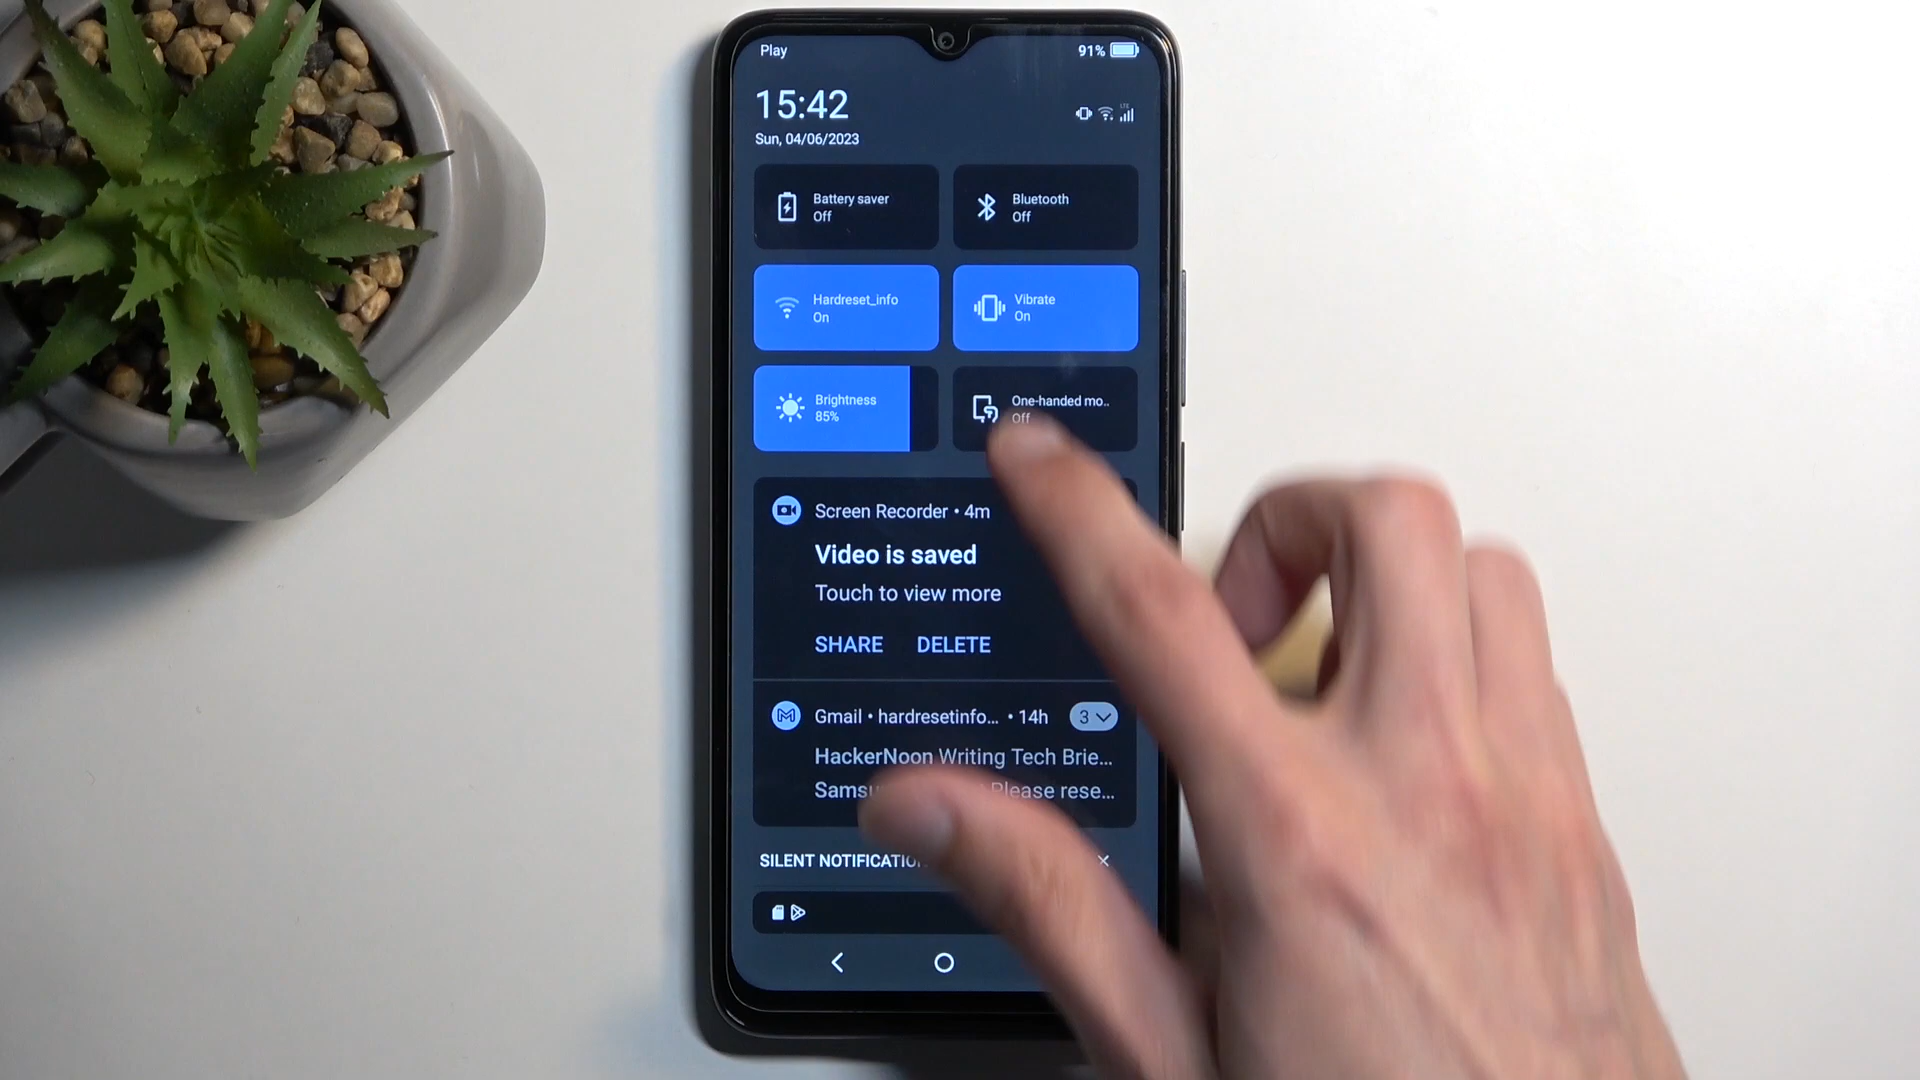 Play
91%
15:42
LTE
Sun, 04/06/2023
Battery saver
Off
Bluetooth
Off
Hardreset_info
On
Vibrate
On
Brightness
85%
One-handed mo..
Off
Screen Recorder • 4m
Video is saved
Touch to view more
SHARE DELETE
Gmail • hardresetinfo... • 14h 3
HackerNoon Writing Tech Brie...
Please rese...
SILENT